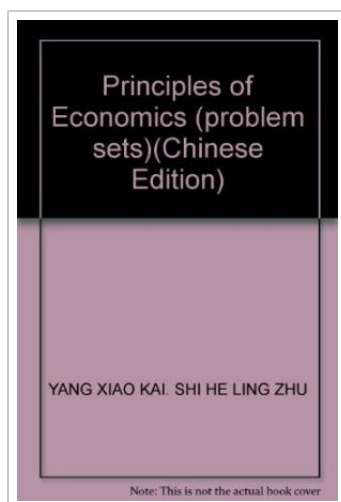 Principles of
Economics (problem
sets)(Chinese
Edition)
YANG XIAO KAI. SHI HE LING ZHU
Note: This is not the actual book cover